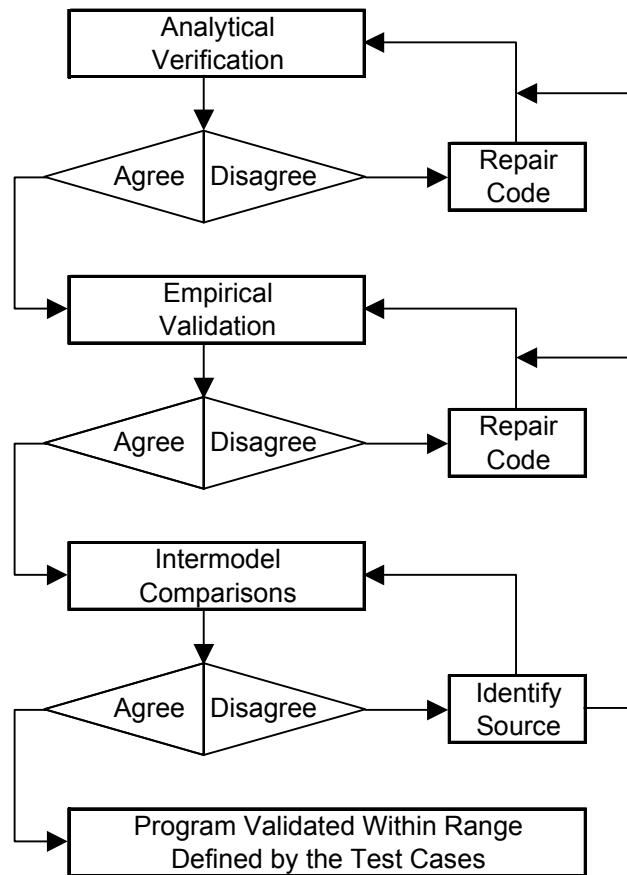 Analytical
Verification
Agree
Disagree
Repair
Code
Empirical
Validation
Agree
Disagree
Repair
Code
Intermodel
Comparisons
Agree
Disagree
Identify
Source
Program Validated Within Range
Defined by the Test Cases